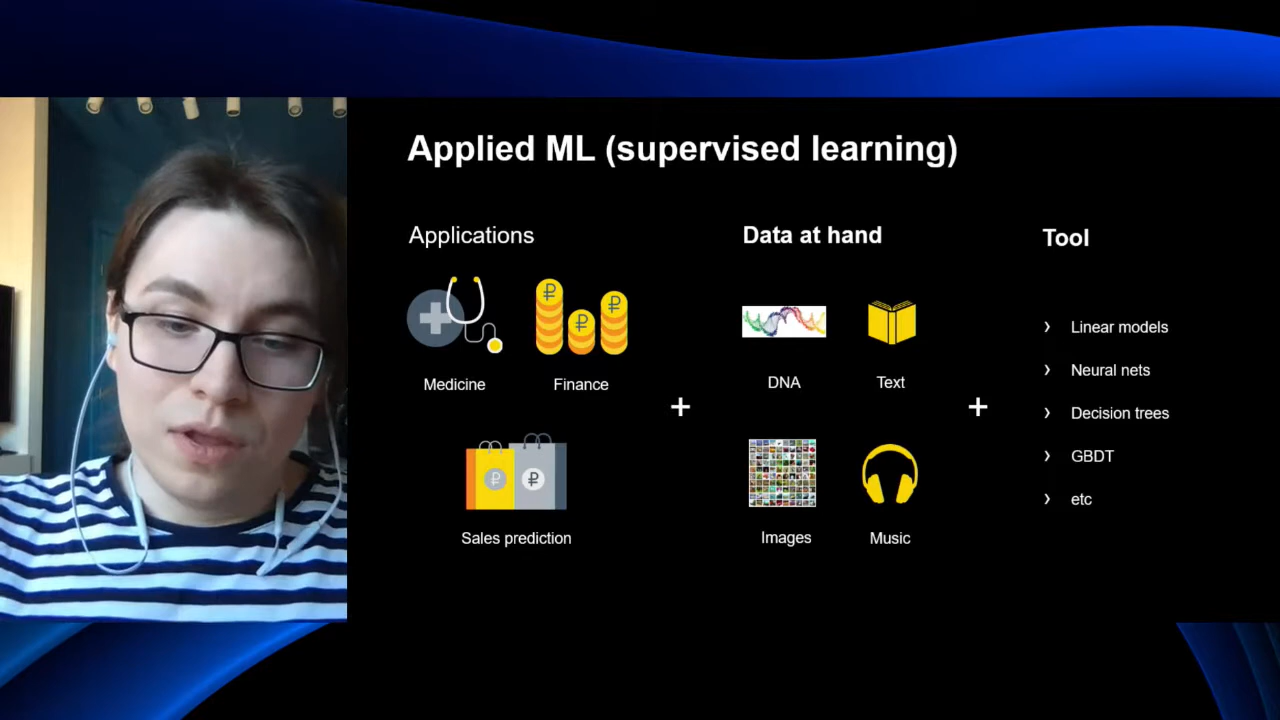 Applied ML (supervised learning)
Applications
Medicine
Finance
Sales prediction
+
Data at hand
DNA
Text
Images
Music
+
Tool
› Linear models
› Neural nets
› Decision trees
› GBDT
› etc